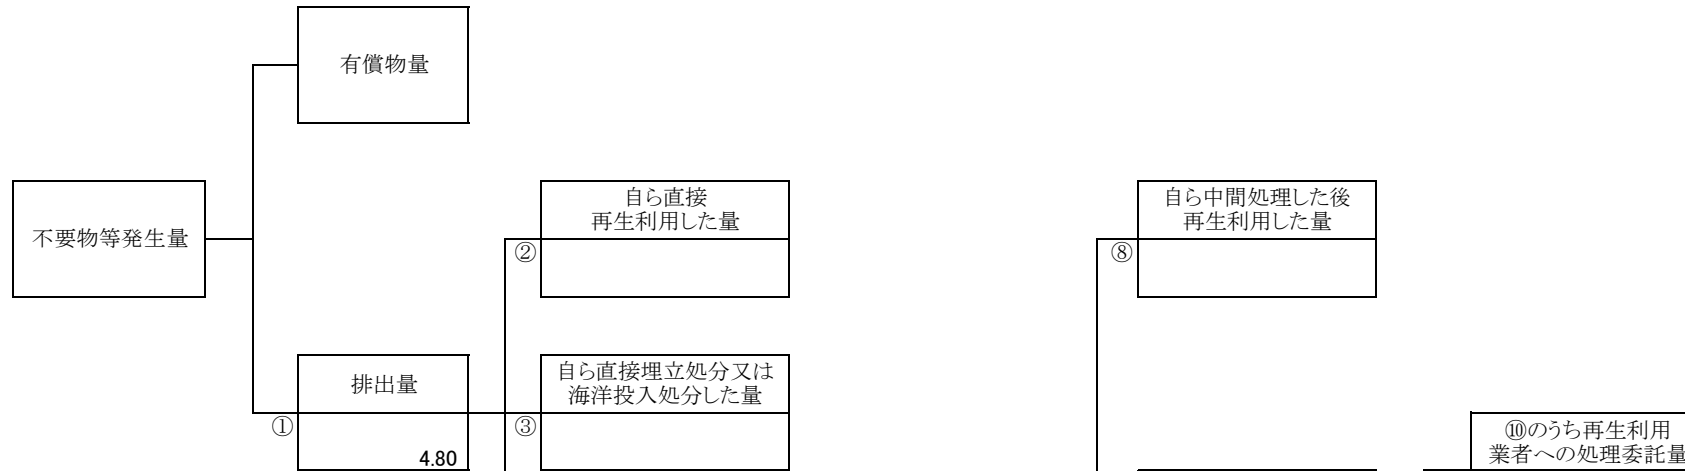 有償物量
不要物等発生量
自ら直接
再生利用した量
②
自ら中間処理した後
再生利用した量
⑧
排出量
①
4.80
自ら直接埋立処分又は
海洋投入処分した量
③
⑩のうち再生利用
業者への処理委託量